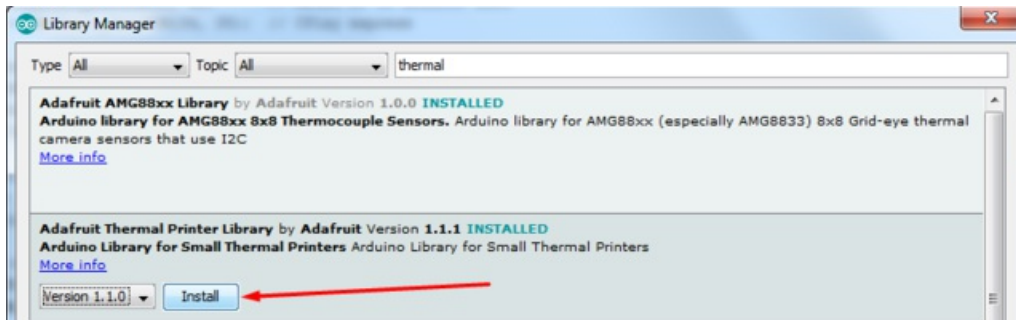 Library Manager
Type All Topic All thermal
Adafruit AMG88xx Library by Adafruit Version 1.0.0 INSTALLED
Arduino library for AMG88xx 8x8 Thermocouple Sensors. Arduino library for AMG88xx (especially AMG8833) 8x8 Grid-eye thermal
camera sensors that use I2C
More info
Adafruit Thermal Printer Library by Adafruit Version 1.1.1 INSTALLED
Arduino Library for Small Thermal Printers Arduino Library for Small Thermal Printers
More info
Version 1.1.0 Install